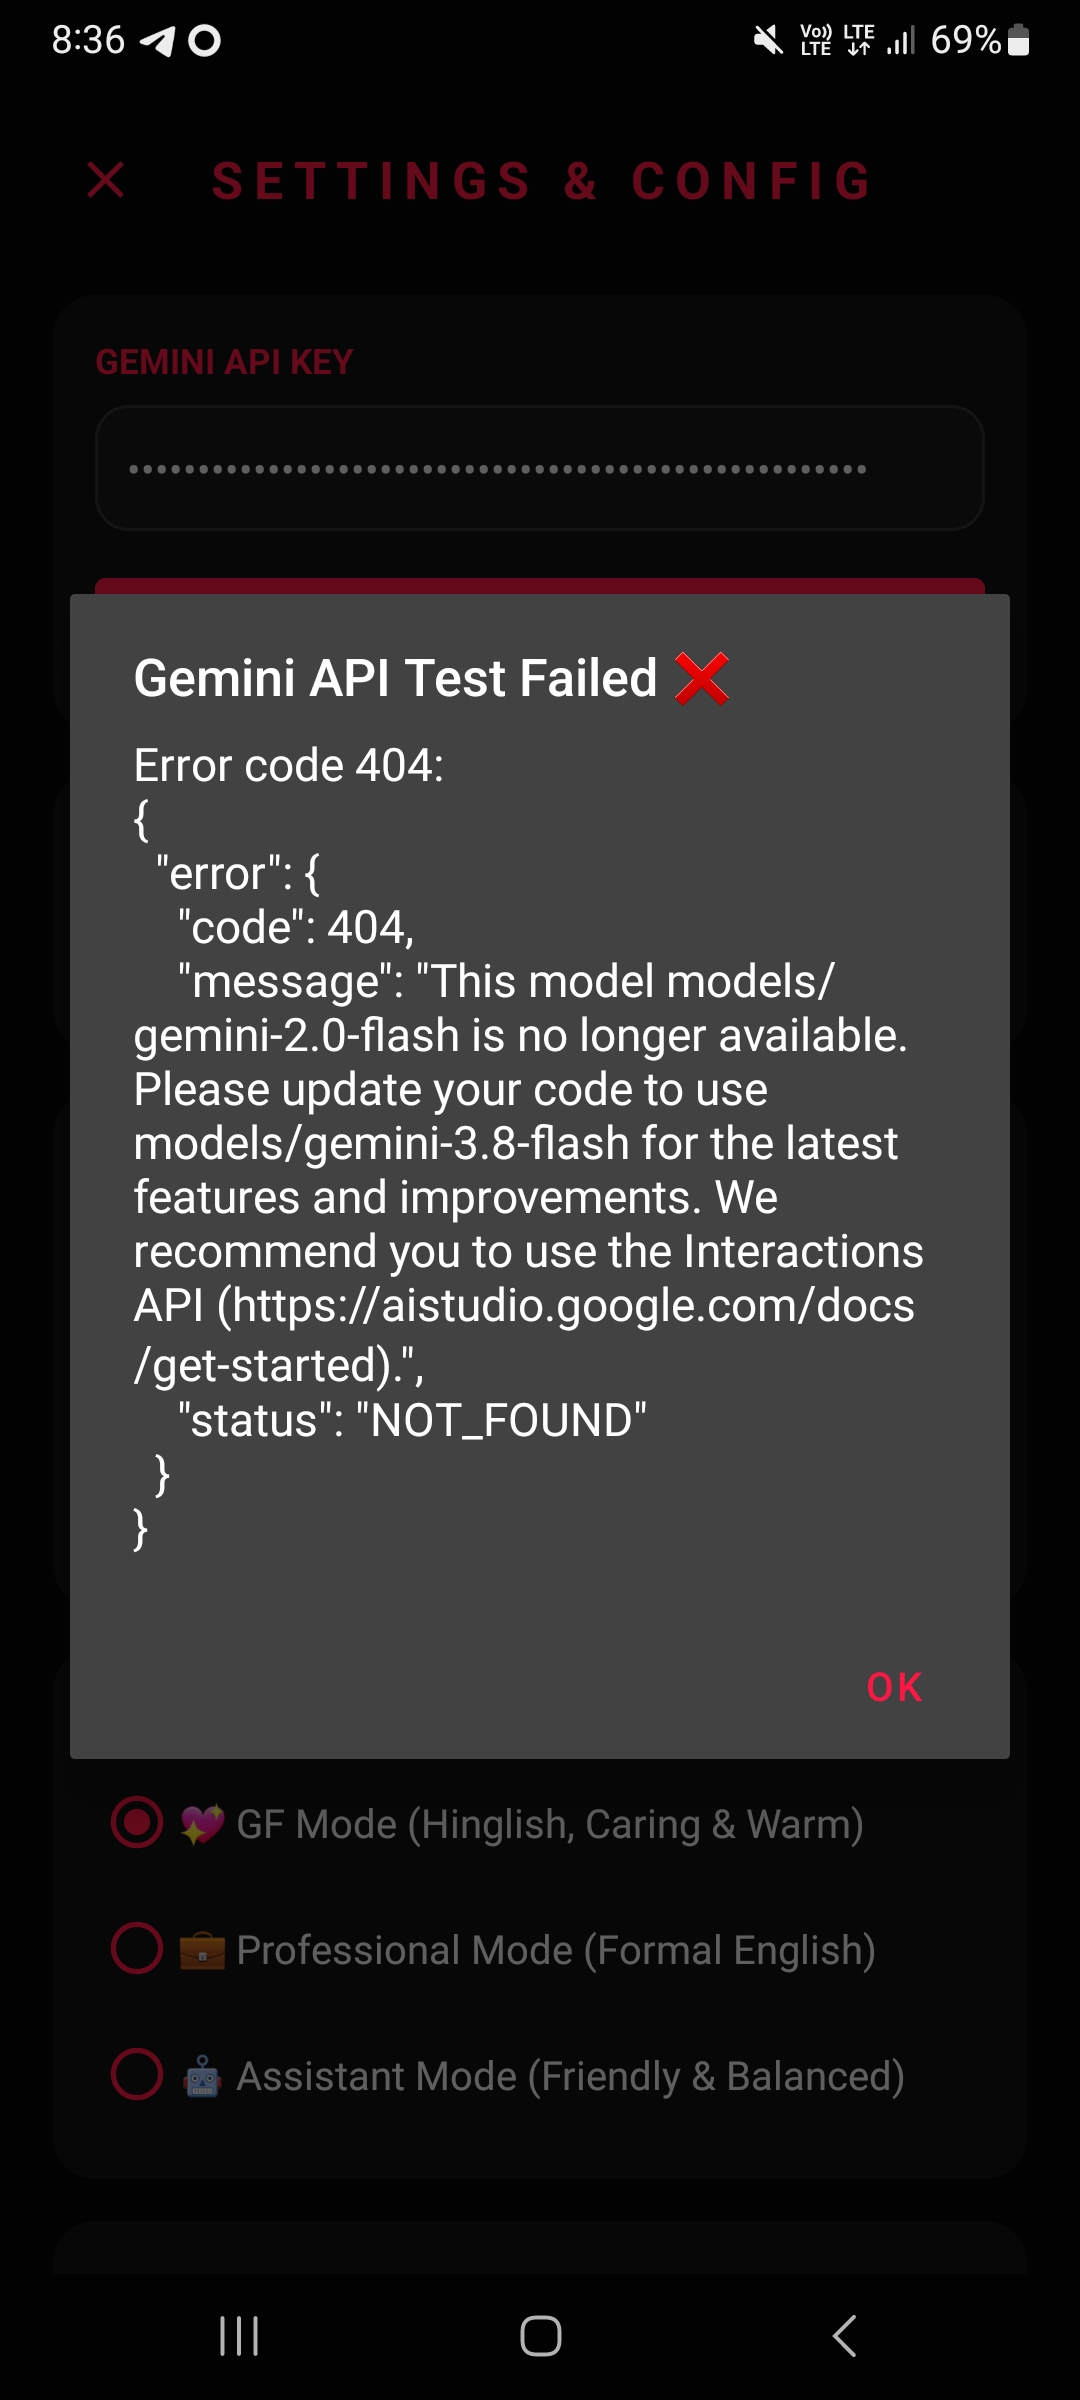 8:36
Vo)) LTE LTE 69%
SETTINGS & CONFIG
GEMINI API KEY
••••••••••••••••••••••••••••••••••••••••••••••••••••
Gemini API Test Failed ❌
Error code 404:
{
"error": {
"code": 404,
"message": "This model models/
gemini-2.0-flash is no longer available.
Please update your code to use
models/gemini-3.8-flash for the latest
features and improvements. We
recommend you to use the Interactions
API (https://aistudio.google.com/docs
/get-started).",
"status": "NOT_FOUND"
}
}
OK
💖 GF Mode (Hinglish, Caring & Warm)
💼 Professional Mode (Formal English)
🤖 Assistant Mode (Friendly & Balanced)